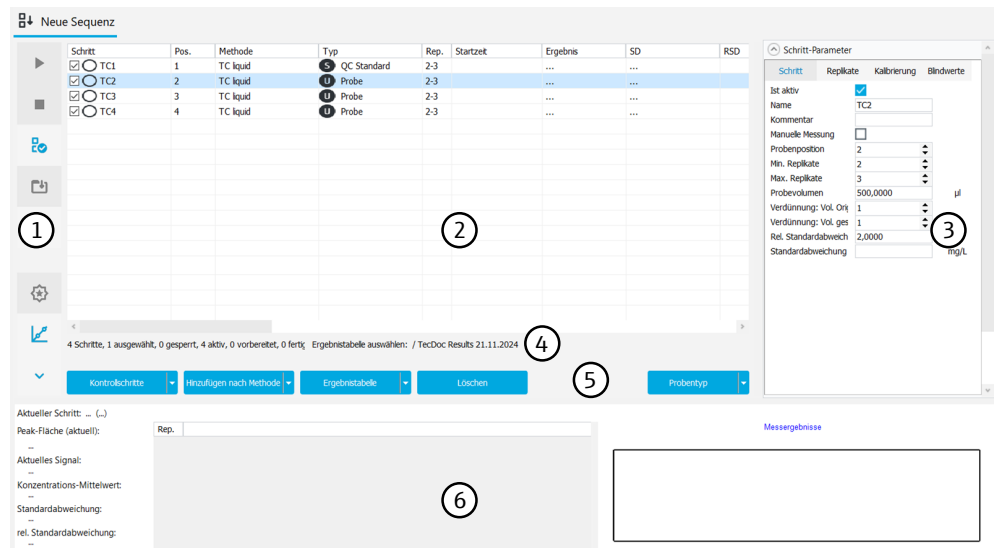 Neue Sequenz
Schritt Pos. Methode Typ Rep. Startzeit Ergebnis SD RSD
TC1 1 TC liquid S QC Standard 2-3 ... ...
TC2 2 TC liquid U Probe 2-3 ... ...
TC3 3 TC liquid U Probe 2-3 ... ...
TC4 4 TC liquid U Probe 2-3 ... ...
1
2
4 Schritte, 1 ausgewählt, 0 gesperrt, 4 aktiv, 0 vorbereitet, 0 fertig Ergebnistabelle auswählen: / TecDoc Results 21.11.2024
4
Kontrollschritte Hinzufügen nach Methode Ergebnistabelle Löschen Probentyp
5
Schritt-Parameter
Schritt Replikate Kalibrierung Blindwerte
Ist aktiv
Name TC2
Kommentar
Manuelle Messung
Probenposition 2
Min. Replikate 2
Max. Replikate 3
Probevolumen 500,0000 µl
Verdünnung: Vol. Orig 1
Verdünnung: Vol. ges 1
Rel. Standardabweich 2,0000
Standardabweichung mg/L
3
Aktueller Schritt: ... (...)
Peak-Fläche (aktuell):
...
Aktuelles Signal:
...
Konzentrations-Mittelwert:
...
Standardabweichung:
...
rel. Standardabweichung:
...
Rep.
6
Messergebnisse